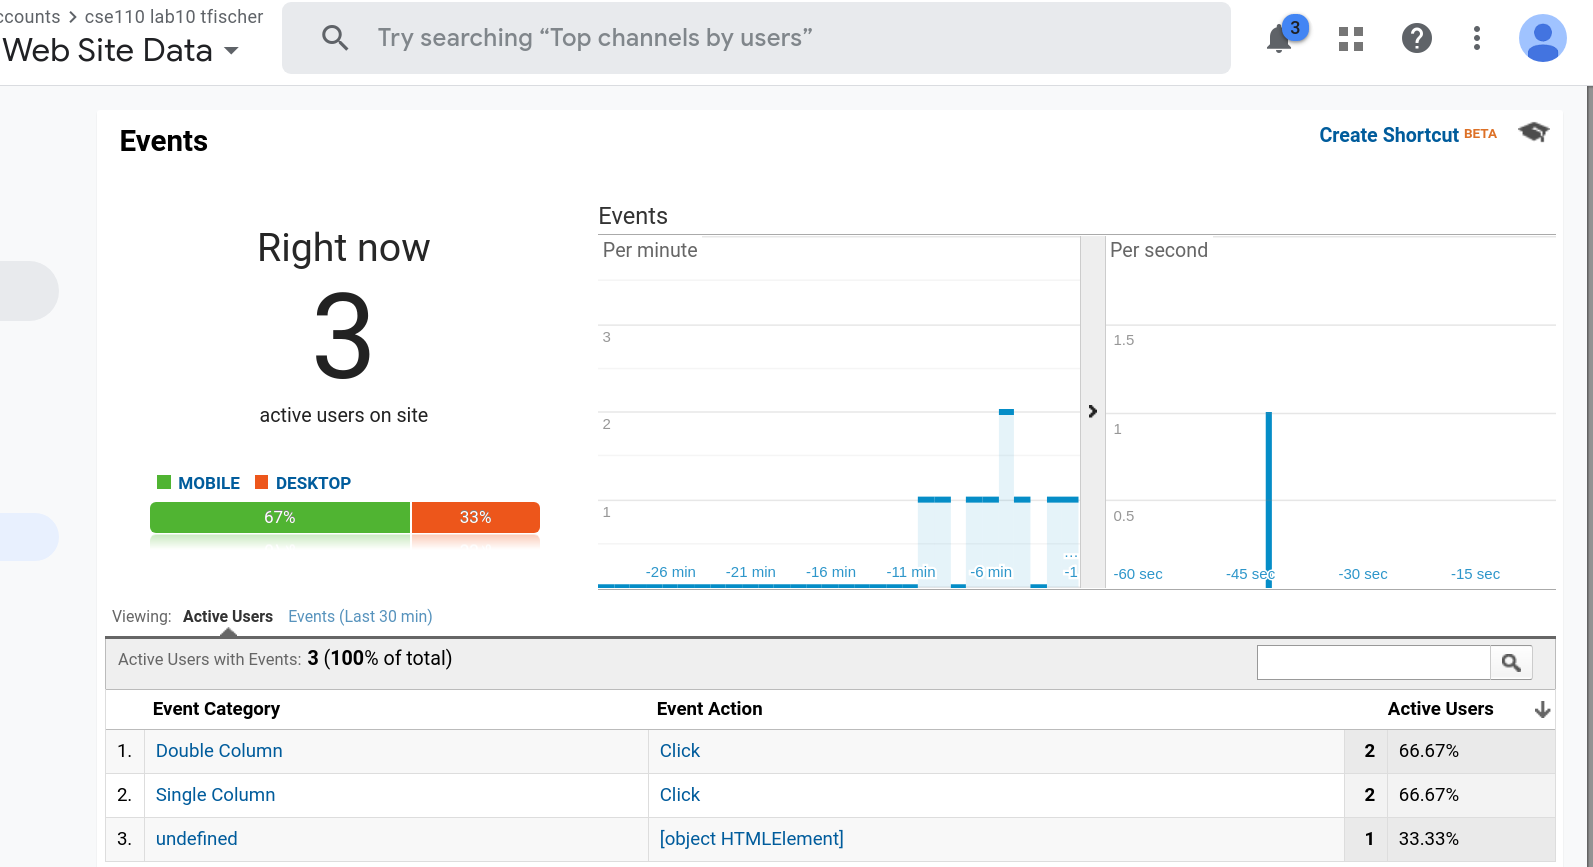 ccounts > cse110 lab10 tfischer
Web Site Data
Try searching “Top channels by users”
3
Events
Create Shortcut BETA
Right now
3
active users on site
MOBILE DESKTOP
67% 33%
Events
Per minute
3
2
1
-26 min -21 min -16 min -11 min -6 min -1
...
Per second
1.5
1
0.5
-60 sec -45 sec -30 sec -15 sec
Viewing: Active Users Events (Last 30 min)
Active Users with Events: 3 (100% of total)
Event Category Event Action Active Users
1. Double Column Click 2 66.67%
2. Single Column Click 2 66.67%
3. undefined [object HTMLElement] 1 33.33%